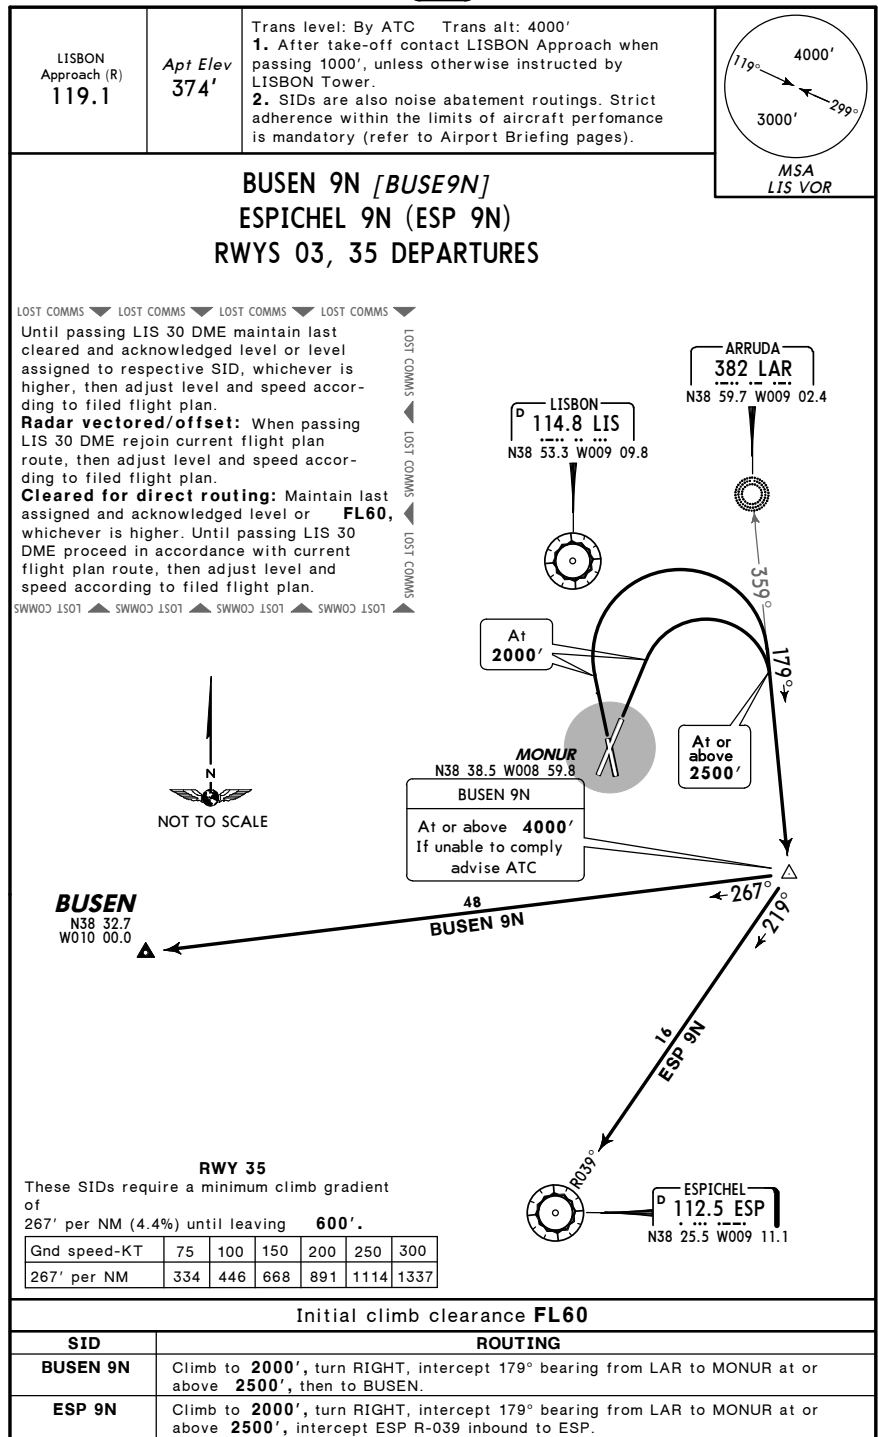 LISBON
Approach (R)
119.1
Apt Elev
374'
Trans level: By ATC Trans alt: 4000'
1. After take-off contact LISBON Approach when
passing 1000', unless otherwise instructed by
LISBON Tower.
2. SIDs are also noise abatement routings. Strict
adherence within the limits of aircraft perfomance
is mandatory (refer to Airport Briefing pages).
119°
4000'
3000'
299°
MSA
LIS VOR
BUSEN 9N [BUSE9N]
ESPICHEL 9N (ESP 9N)
RWYS 03, 35 DEPARTURES
LOST COMMS LOST COMMS LOST COMMS LOST COMMS
Until passing LIS 30 DME maintain last
cleared and acknowledged level or level
assigned to respective SID, whichever is
higher, then adjust level and speed accor-
ding to filed flight plan.
Radar vectored/offset: When passing
LIS 30 DME rejoin current flight plan
route, then adjust level and speed accor-
ding to filed flight plan.
Cleared for direct routing: Maintain last
assigned and acknowledged level or FL60,
whichever is higher. Until passing LIS 30
DME proceed in accordance with current
flight plan route, then adjust level and
speed according to filed flight plan.
LOST COMMS LOST COMMS LOST COMMS
LOST COMMS LOST COMMS LOST COMMS LOST COMMS
ARRUDA
382 LAR
N38 59.7 W009 02.4
LISBON
D 114.8 LIS
N38 53.3 W009 09.8
359°
179°
At
2000'
At or
above
2500'
MONUR
N38 38.5 W008 59.8
BUSEN 9N
At or above 4000'
If unable to comply
advise ATC
N
NOT TO SCALE
BUSEN
N38 32.7
W010 00.0
48
BUSEN 9N
267°
219°
16
ESP 9N
R039°
ESPICHEL
D 112.5 ESP
N38 25.5 W009 11.1
RWY 35
These SIDs require a minimum climb gradient
of
267' per NM (4.4%) until leaving 600'.
Gnd speed-KT 75 100 150 200 250 300
267' per NM 334 446 668 891 1114 1337
Initial climb clearance FL60
SID ROUTING
BUSEN 9N Climb to 2000', turn RIGHT, intercept 179° bearing from LAR to MONUR at or
above 2500', then to BUSEN.
ESP 9N Climb to 2000', turn RIGHT, intercept 179° bearing from LAR to MONUR at or
above 2500', intercept ESP R-039 inbound to ESP.